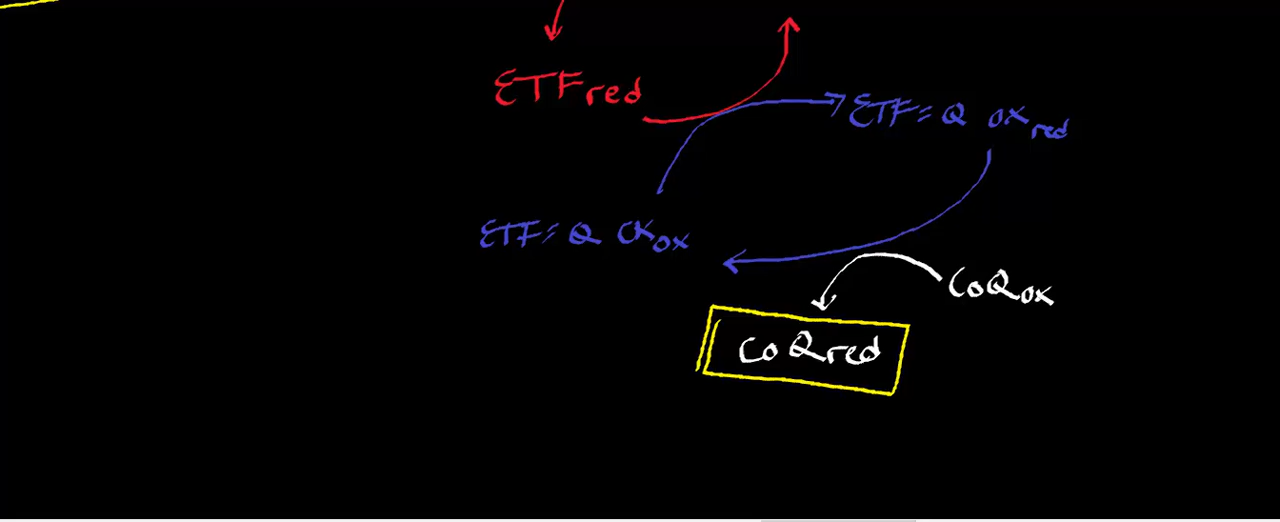 ETFred
ETF:Q OXred
ETF:Q OXox
CoQox
CoQred